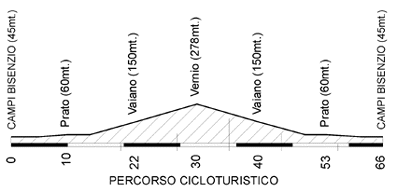 CAMPI BISENZIO (45mt.)
Prato (60mt.)
Vaiano (150mt.)
Vernio (278mt.)
Vaiano (150mt.)
Prato (60mt.)
CAMPI BISENZIO (45mt.)
0 10 22 30 40 53 66
PERCORSO CICLOTURISTICO